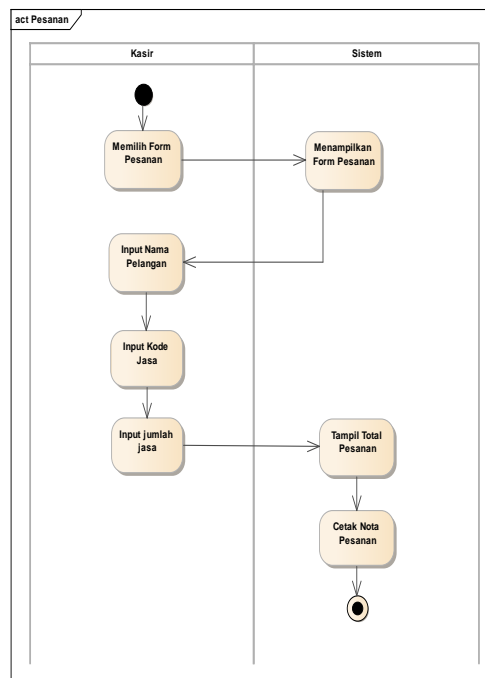 act Pesanan
Kasir
Sistem
Memilih Form
Pesanan
Menampilkan
Form Pesanan
Input Nama
Pelangan
Input Kode
Jasa
Input jumlah
jasa
Tampil Total
Pesanan
Cetak Nota
Pesanan